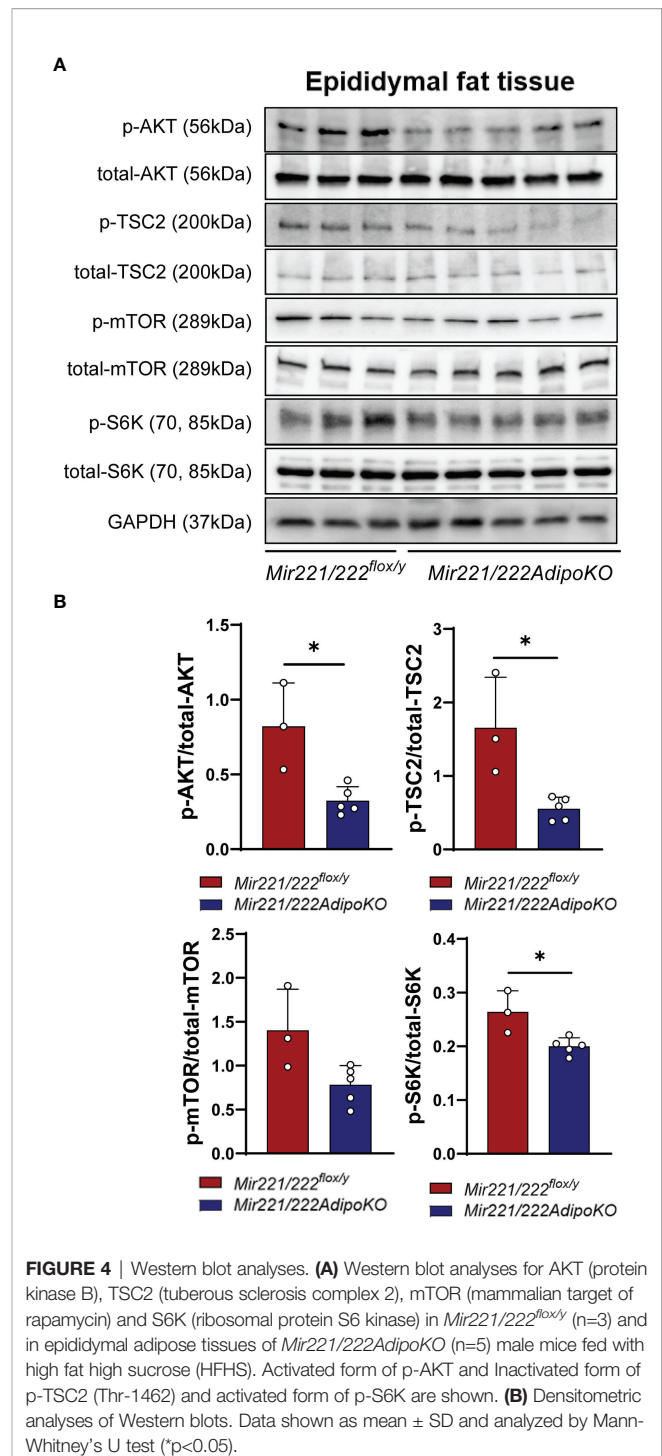 A
Epididymal fat tissue
p-AKT (56kDa)
total-AKT (56kDa)
p-TSC2 (200kDa)
total-TSC2 (200kDa)
p-mTOR (289kDa)
total-mTOR (289kDa)
p-S6K (70, 85kDa)
total-S6K (70, 85kDa)
GAPDH (37kDa)
Mir221/222flox/y Mir221/222AdipoKO
B
p-AKT/total-AKT
1.5
1.0
0.5
0.0
*
Mir221/222flox/y
Mir221/222AdipoKO
p-TSC2/total-TSC2
3
2
1
0
*
Mir221/222flox/y
Mir221/222AdipoKO
p-mTOR/total-mTOR
2.5
2.0
1.5
1.0
0.5
0.0
Mir221/222flox/y
Mir221/222AdipoKO
p-S6K/total-S6K
0.4
0.3
0.2
0.1
0.0
*
Mir221/222flox/y
Mir221/222AdipoKO
FIGURE 4 | Western blot analyses. (A) Western blot analyses for AKT (protein
kinase B), TSC2 (tuberous sclerosis complex 2), mTOR (mammalian target of
rapamycin) and S6K (ribosomal protein S6 kinase) in Mir221/222flox/y (n=3) and
in epididymal adipose tissues of Mir221/222AdipoKO (n=5) male mice fed with
high fat high sucrose (HFHS). Activated form of p-AKT and Inactivated form of
p-TSC2 (Thr-1462) and activated form of p-S6K are shown. (B) Densitometric
analyses of Western blots. Data shown as mean ± SD and analyzed by Mann-
Whitney's U test (*p<0.05).